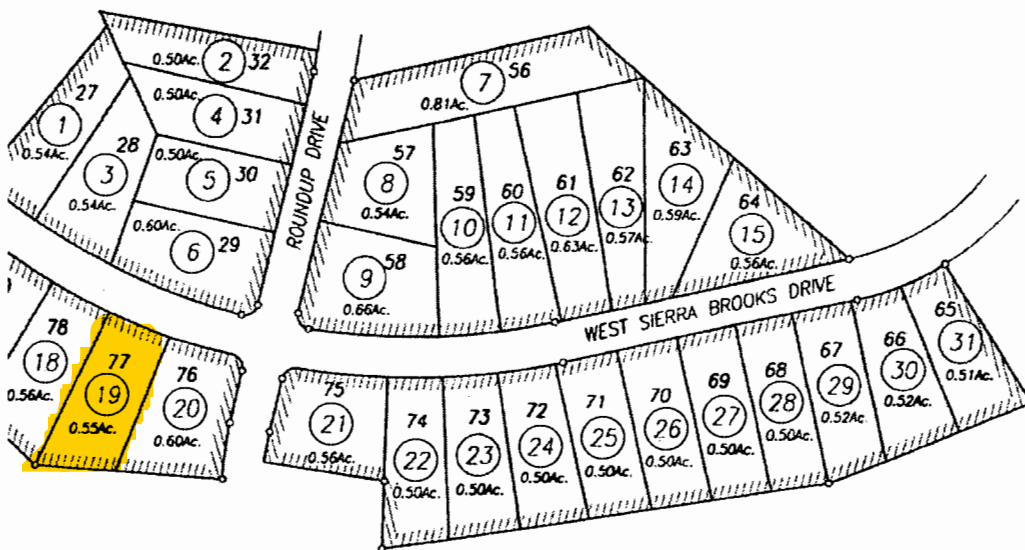 27
1
0.54Ac.
0.50Ac.
2
32
0.50Ac.
4
31
28
3
0.54Ac.
0.50Ac.
5
30
0.60Ac.
6
29
ROUNDUP DRIVE
7
56
0.81Ac.
57
8
0.54Ac.
58
9
0.66Ac.
59
10
0.56Ac.
60
11
0.56Ac.
61
12
0.63Ac.
62
13
0.57Ac.
63
14
0.59Ac.
64
15
0.56Ac.
WEST SIERRA BROOKS DRIVE
78
18
0.56Ac.
77
19
0.55Ac.
76
20
0.60Ac.
75
21
0.56Ac.
74
22
0.50Ac.
73
23
0.50Ac.
72
24
0.50Ac.
71
25
0.50Ac.
70
26
0.50Ac.
69
27
0.50Ac.
68
28
0.50Ac.
67
29
0.52Ac.
66
30
0.52Ac.
65
31
0.51Ac.